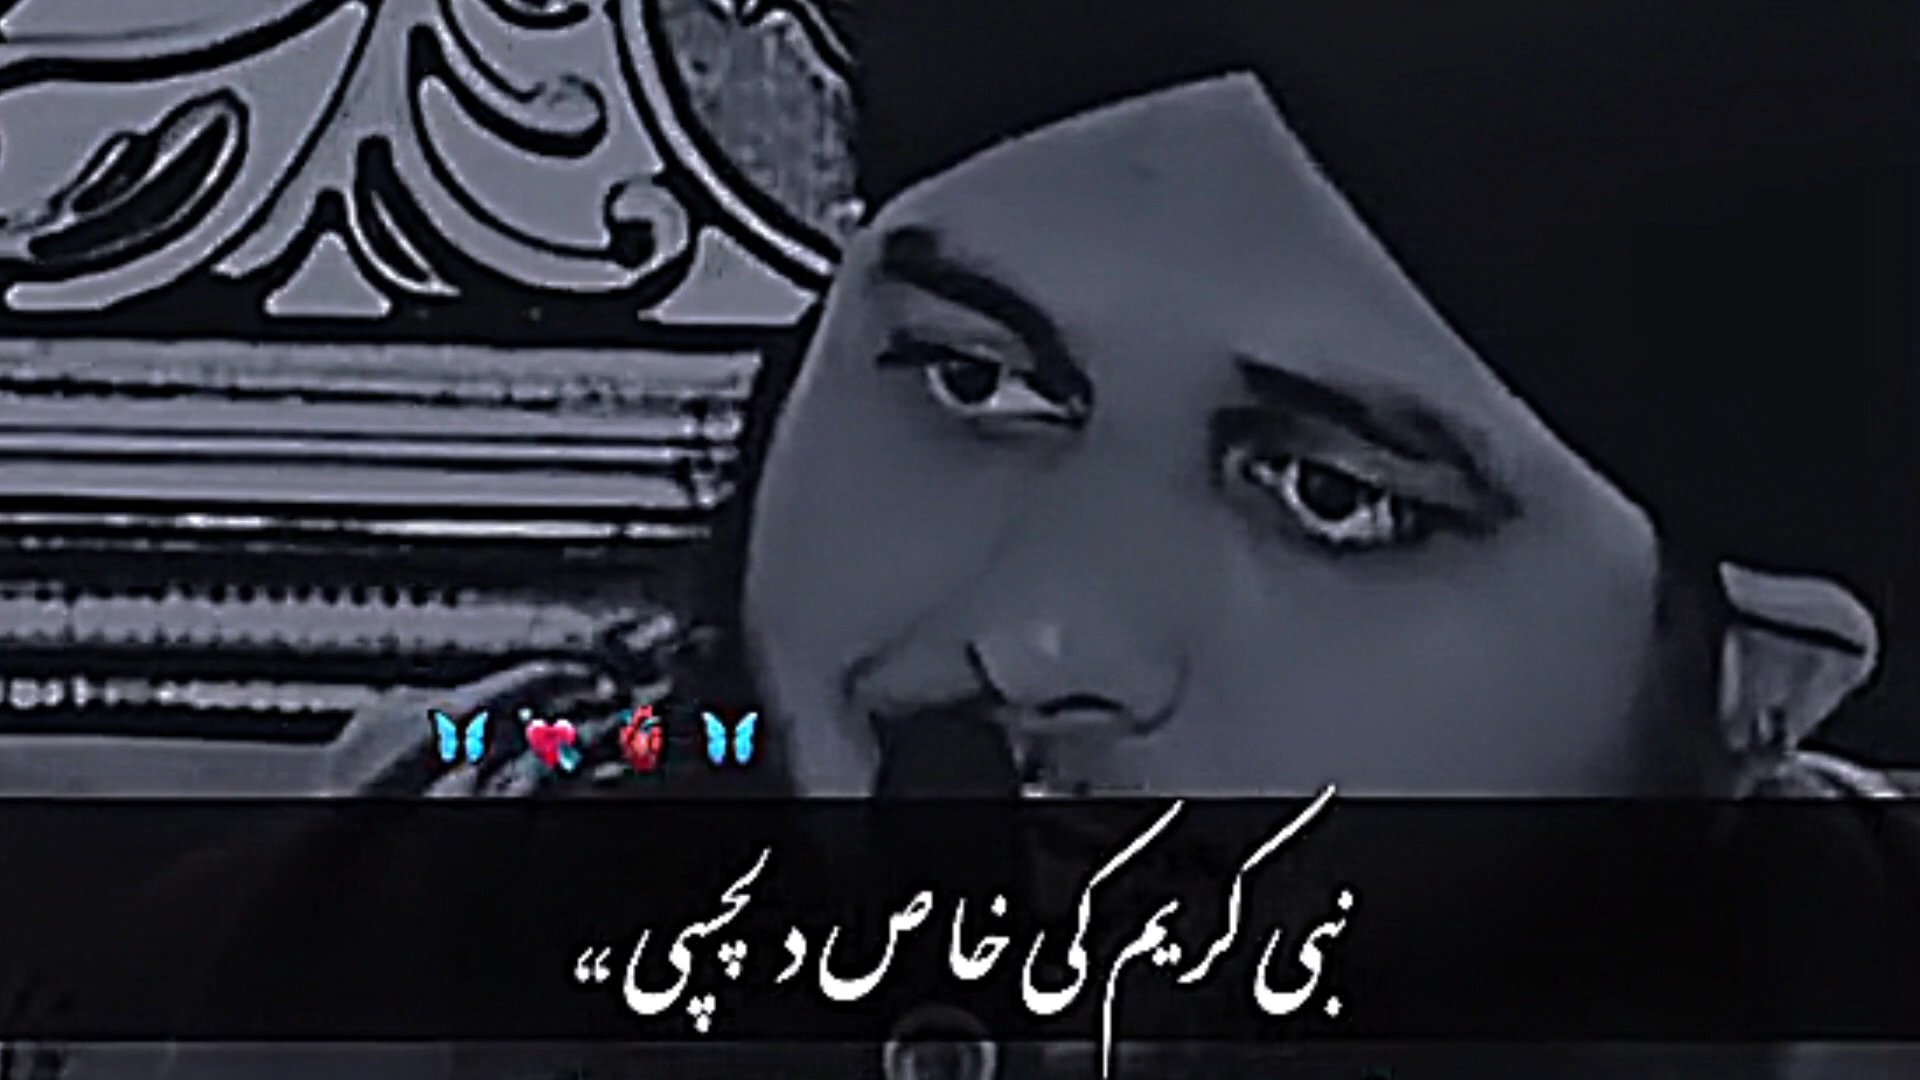 🦋 💘 🫀 🦋
نبی کریم کی خاص دلچسپی،،